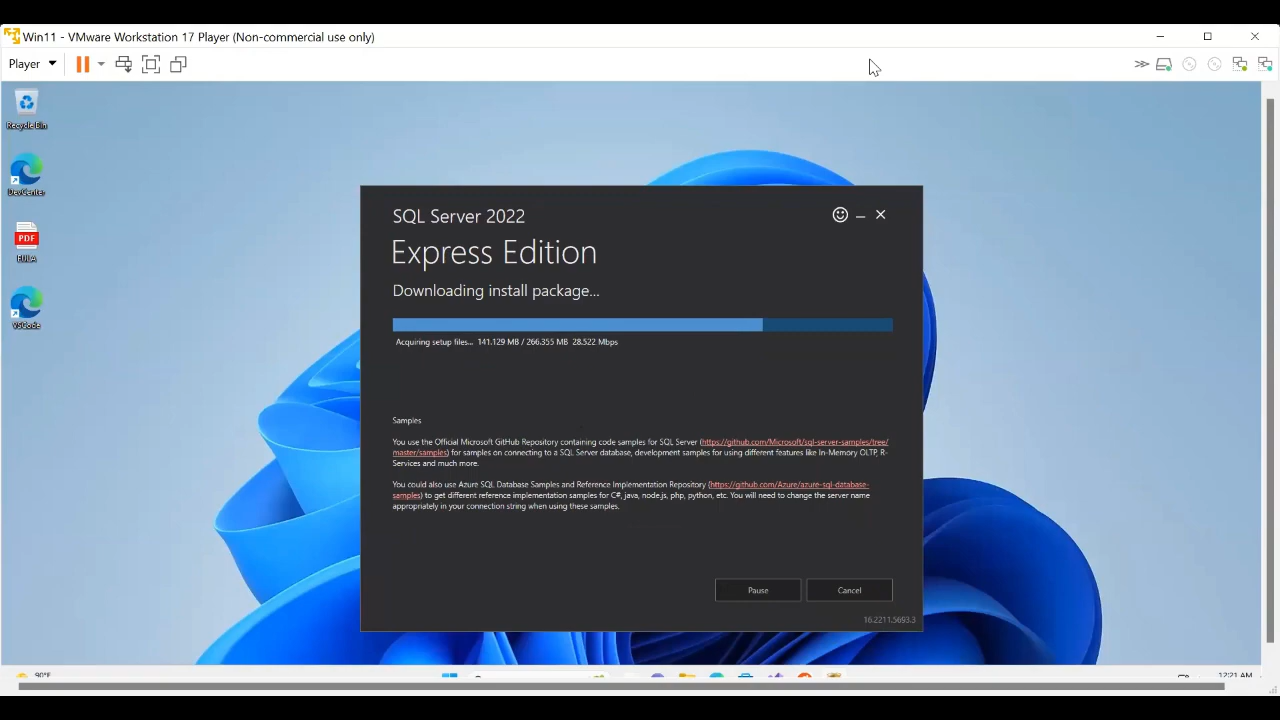 Win11 - VMware Workstation 17 Player (Non-commercial use only)
Player
Recycle Bin
DevCenter
PDF
EULA
VSCode
SQL Server 2022
Express Edition
Downloading install package...
Acquiring setup files... 141.129 MB / 266.355 MB 28.522 Mbps
Samples
You use the Official Microsoft GitHub Repository containing code samples for SQL Server (https://github.com/Microsoft/sql-server-samples/tree/
master/samples) for samples on connecting to a SQL Server database, development samples for using different features like In-Memory OLTP, R-
Services and much more.
You could also use Azure SQL Database Samples and Reference Implementation Repository (https://github.com/Azure/azure-sql-database-
samples) to get different reference implementation samples for C#, java, node.js, php, python, etc. You will need to change the server name
appropriately in your connection string when using these samples.
Pause
Cancel
16.2211.5693.3
90°F
12:21 AM